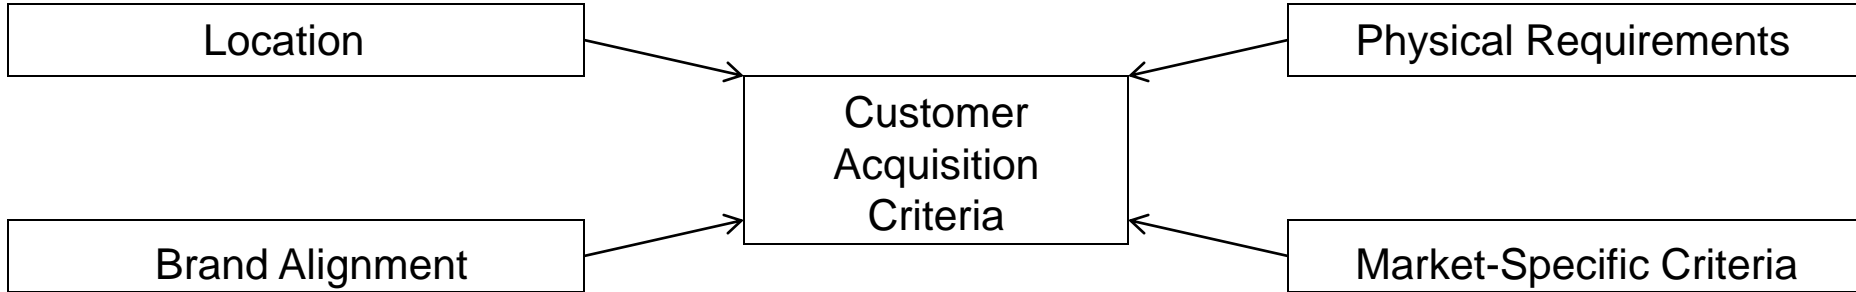 Location
Physical Requirements
Customer
Acquisition
Criteria
Brand Alignment
Market-Specific Criteria